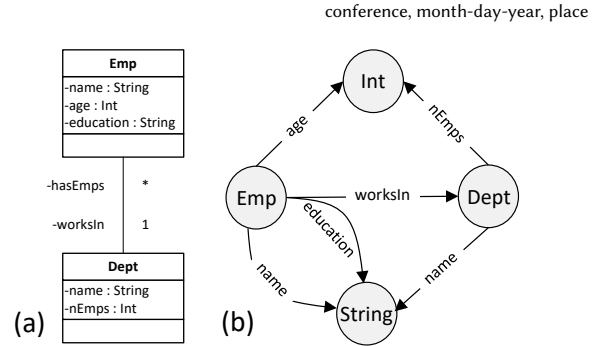 conference, month-day-year, place
Emp
-name : String
-age : Int
-education : String
-hasEmps *
-worksIn 1
Dept
-name : String
-nEmps : Int
(a)
Int
age
nEmps
Emp
worksIn
Dept
education
name
name
String
(b)